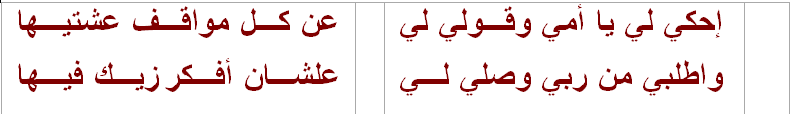 إحكي لي يا أمي وقولي لي عن كل مواقف عشتيها
واطلبي من ربي وصلي لي علشان أفكر زيك فيها